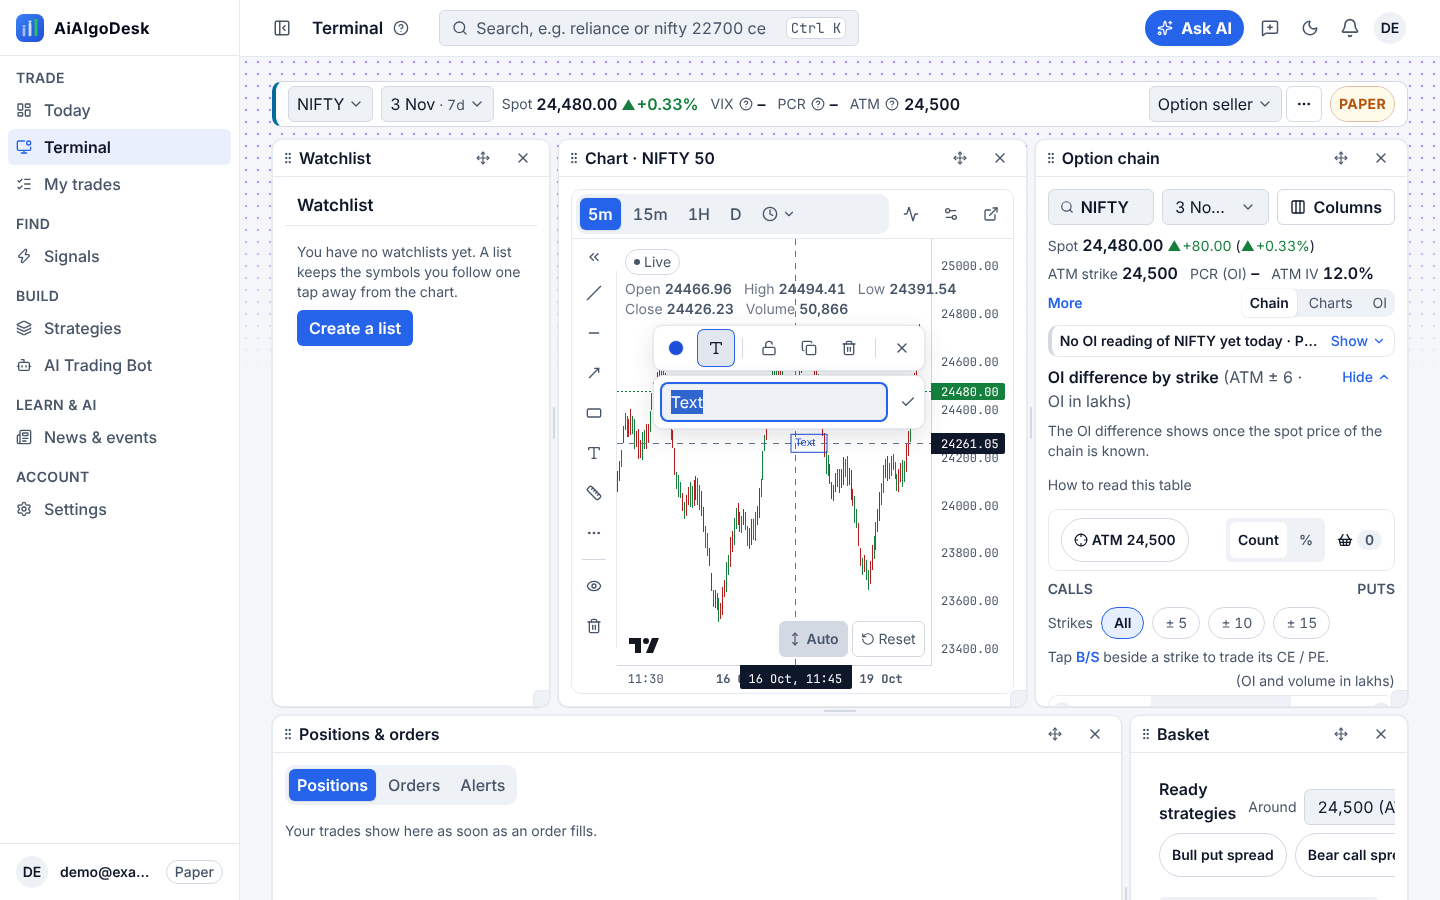 AiAlgoDesk
TRADE
Today
Terminal
My trades
FIND
Signals
BUILD
Strategies
AI Trading Bot
LEARN & AI
News & events
ACCOUNT
Settings
DE demo@exa... Paper
Terminal
Search, e.g. reliance or nifty 22700 ce Ctrl K
Ask AI
DE
NIFTY 3 Nov · 7d Spot 24,480.00 ▲+0.33% VIX – PCR – ATM 24,500 Option seller ··· PAPER
Watchlist
Watchlist
You have no watchlists yet. A list
keeps the symbols you follow one
tap away from the chart.
Create a list
Chart · NIFTY 50
5m 15m 1H D
Live
Open 24466.96 High 24494.41 Low 24391.54
Close 24426.23 Volume 50,866
T
Text
Text
25000.00
24800.00
24600.00
24480.00
24400.00
24261.05
24200.00
24000.00
23800.00
23600.00
23400.00
Auto Reset
11:30 16 Oct, 11:45 19 Oct
Option chain
NIFTY 3 No... Columns
Spot 24,480.00 ▲+80.00 (▲+0.33%)
ATM strike 24,500 PCR (OI) – ATM IV 12.0%
More Chain Charts OI
No OI reading of NIFTY yet today · P... Show
OI difference by strike (ATM ± 6 · Hide
OI in lakhs)
The OI difference shows once the spot price of the
chain is known.
How to read this table
ATM 24,500 Count % 0
CALLS PUTS
Strikes All ± 5 ± 10 ± 15
Tap B/S beside a strike to trade its CE / PE.
(OI and volume in lakhs)
Positions & orders
Positions Orders Alerts
Your trades show here as soon as an order fills.
Basket
Ready
strategies Around 24,500
Bull put spread Bear call